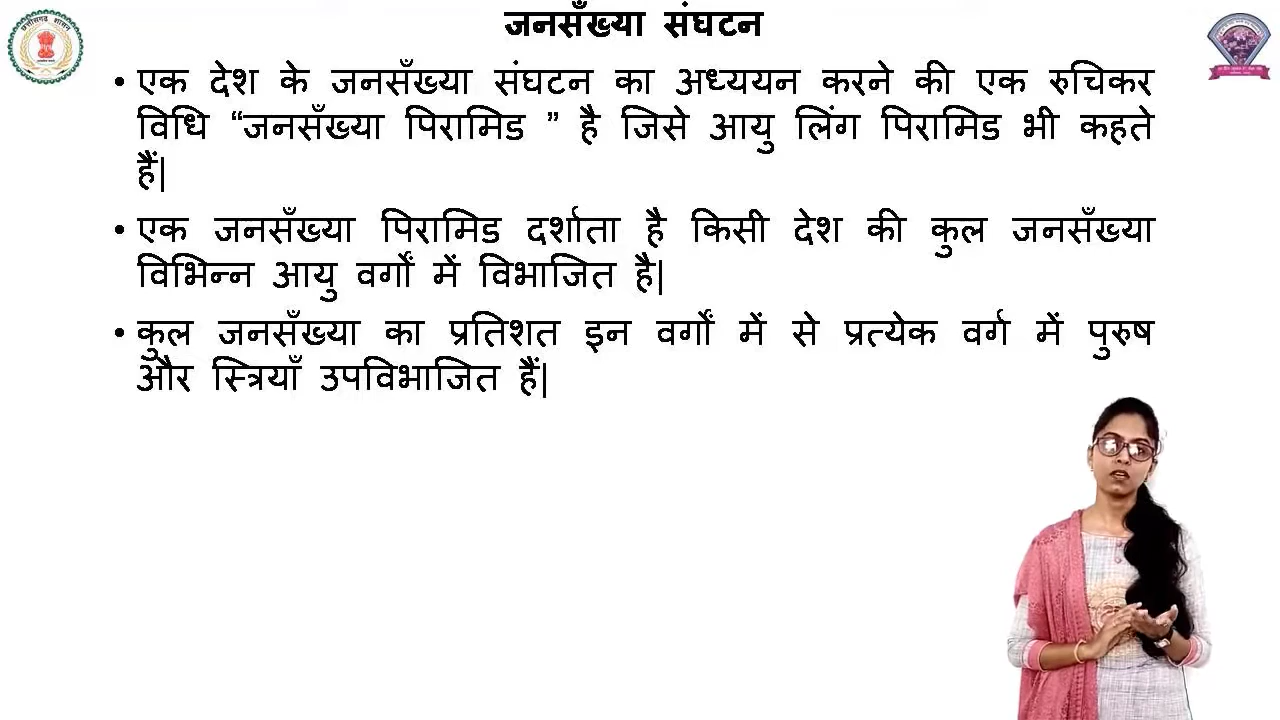 जनसँख्या संघटन
• एक देश के जनसँख्या संघटन का अध्ययन करने की एक रुचिकर
विधि “जनसँख्या पिरामिड ” है जिसे आयु लिंग पिरामिड भी कहते
हैं|
• एक जनसँख्या पिरामिड दर्शाता है किसी देश की कुल जनसँख्या
विभिन्न आयु वर्गों में विभाजित है|
• कुल जनसँख्या का प्रतिशत इन वर्गों में से प्रत्येक वर्ग में पुरुष
और स्त्रियाँ उपविभाजित हैं|